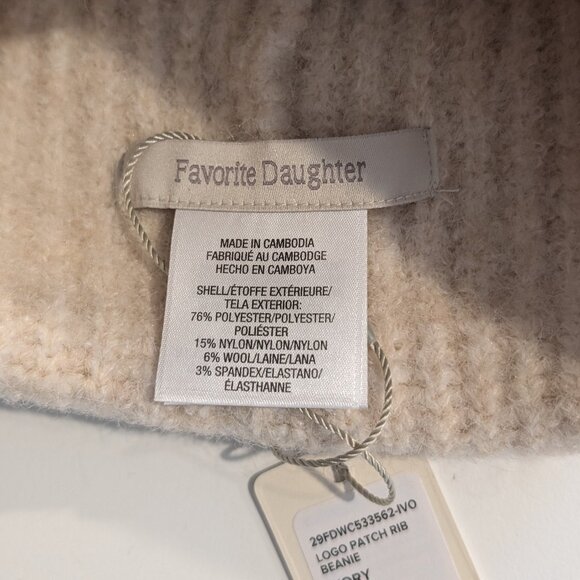 Favorite Daughter
MADE IN CAMBODIA
FABRIQUÉ AU CAMBODGE
HECHO EN CAMBOYA
SHELL/ÉTOFFE EXTÉRIEURE/
TELA EXTERIOR:
76% POLYESTER/POLYESTER/
POLIÉSTER
15% NYLON/NYLON/NYLON
6% WOOL/LAINE/LANA
3% SPANDEX/ELASTANO/
ÉLASTHANNE
29FDWC533562-IVO
LOGO PATCH RIB
BEANIE